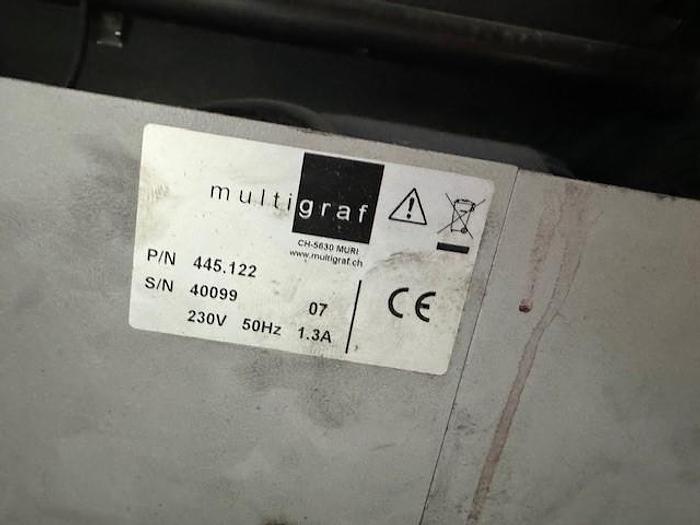 multigraf
CH-5630 MURI
www.multigraf.ch
P/N 445.122
S/N 40099 07
230V 50Hz 1.3A
CE